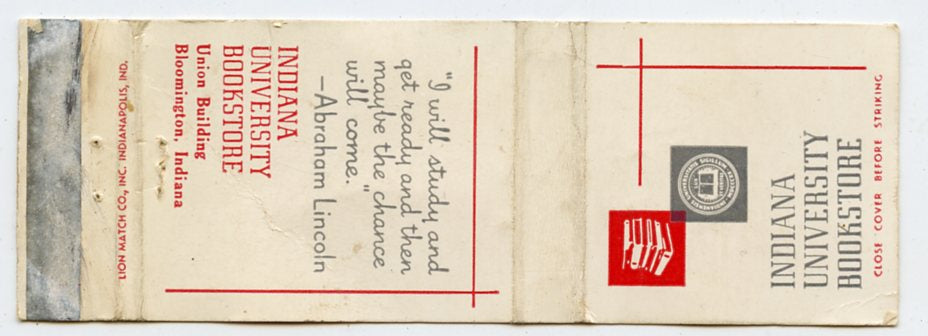 "I will study and
get ready and then
maybe the chance
will come."
—Abraham Lincoln
INDIANA
UNIVERSITY
BOOKSTORE
Union Building
Bloomington, Indiana
LION MATCH CO., INC. INDIANAPOLIS, IND.
INDIANA
UNIVERSITY
BOOKSTORE
CLOSE COVER BEFORE STRIKING